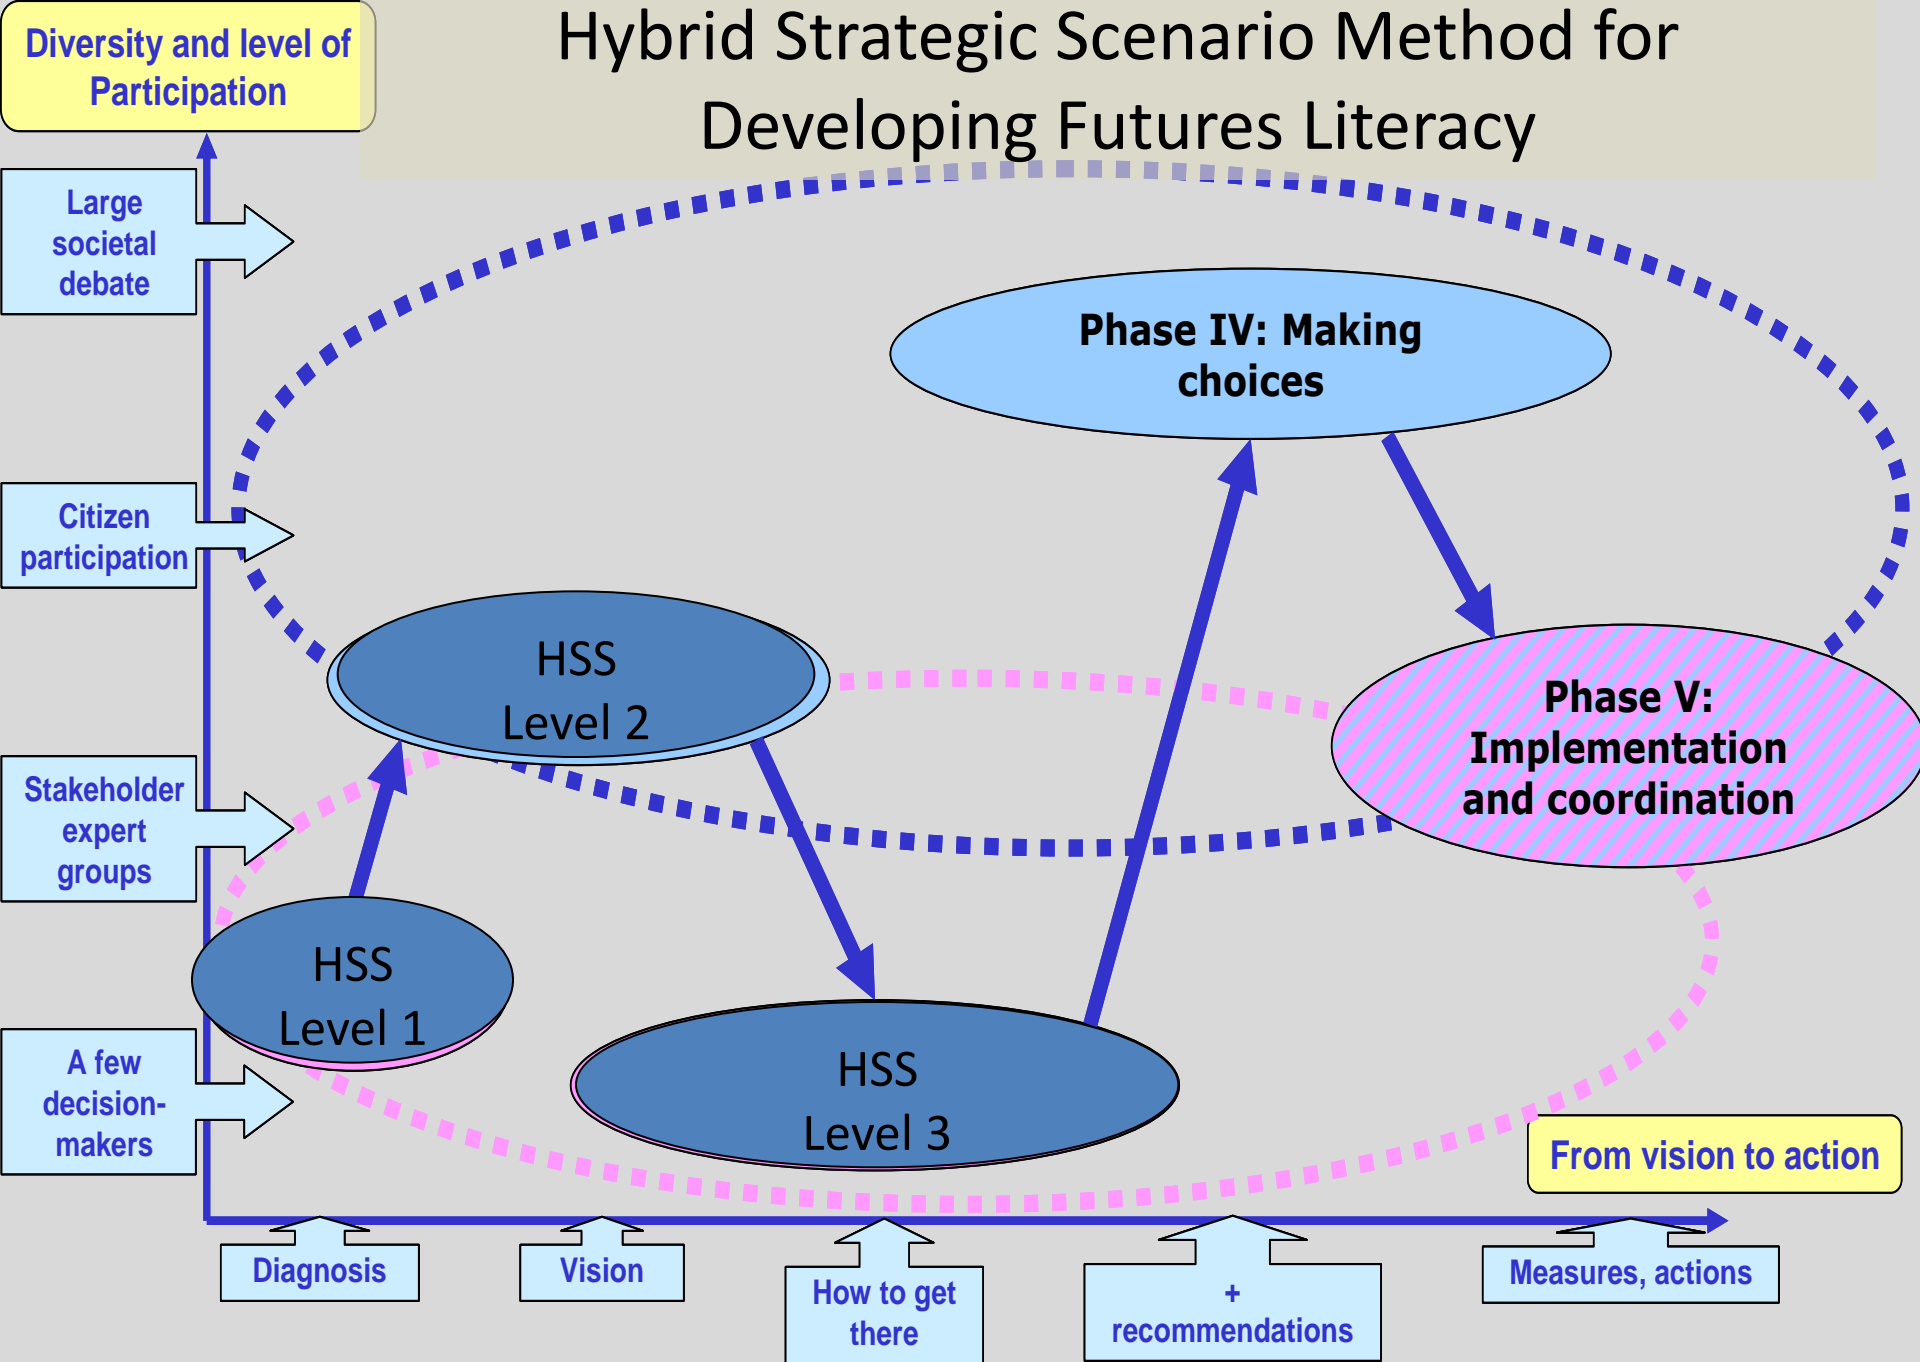 Hybrid Strategic Scenario Method for
Developing Futures Literacy
Diversity and level of
Participation
Large
societal
debate
Citizen
participation
Stakeholder
expert
groups
A few
decision-
makers
Phase IV: Making
choices
HSS
Level 2
Phase V:
Implementation
and coordination
HSS
Level 1
HSS
Level 3
From vision to action
Diagnosis
Vision
How to get
there
+
recommendations
Measures, actions